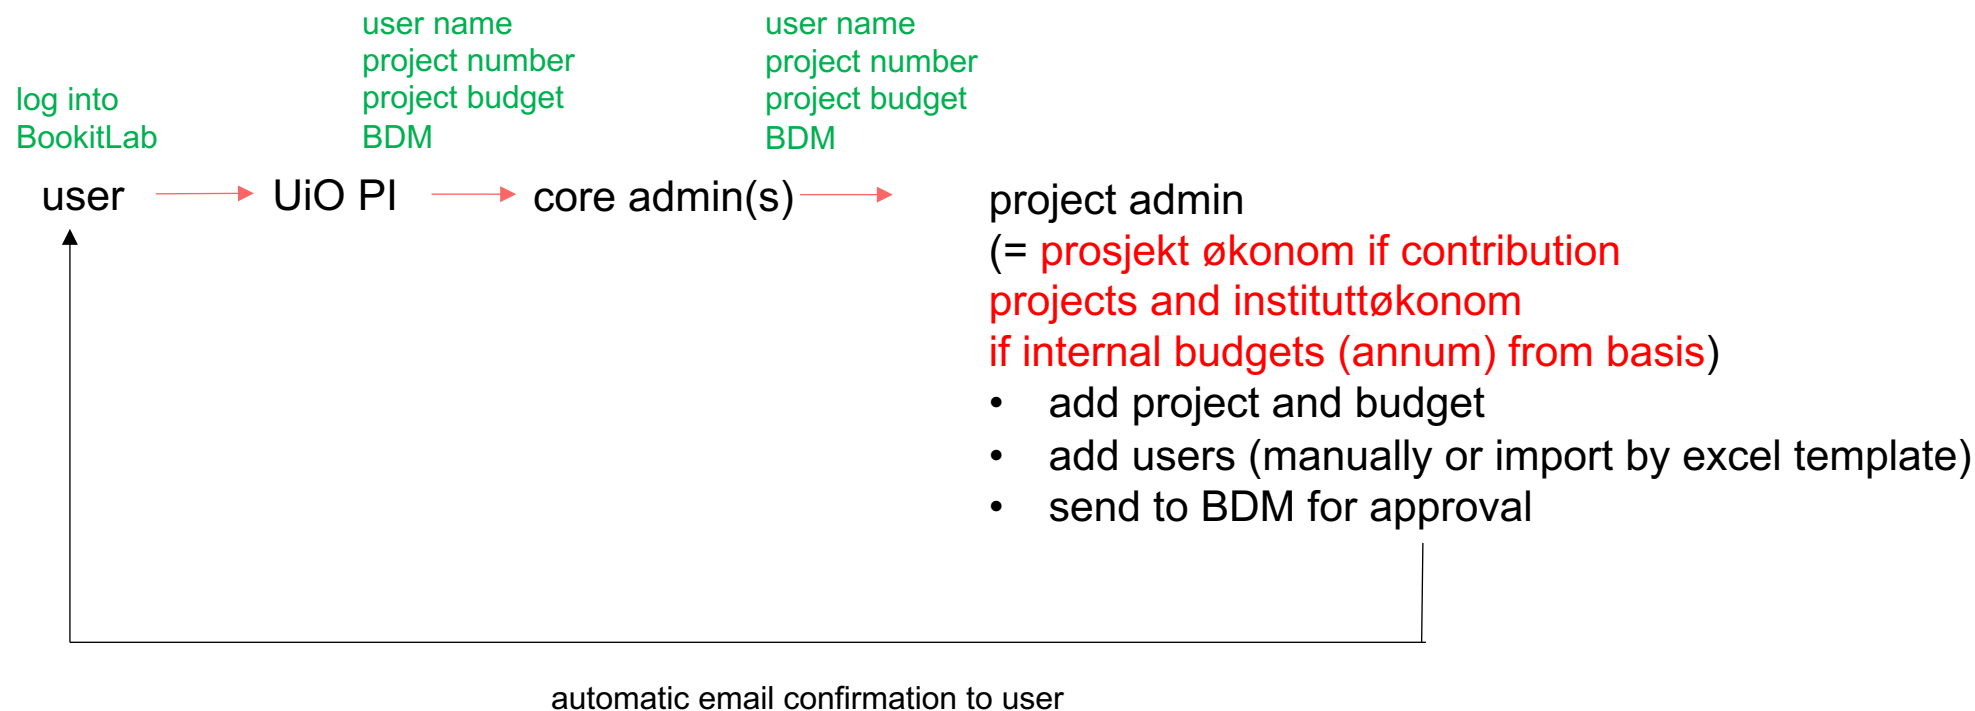 user name
project number
project budget
BDM
user name
project number
project budget
BDM
log into
BookitLab
user
UiO PI
core admin(s)
project admin
(= prosjekt økonom if contribution
projects and instituttøkonom
if internal budgets (annum) from basis)
• add project and budget
• add users (manually or import by excel template)
• send to BDM for approval
automatic email confirmation to user